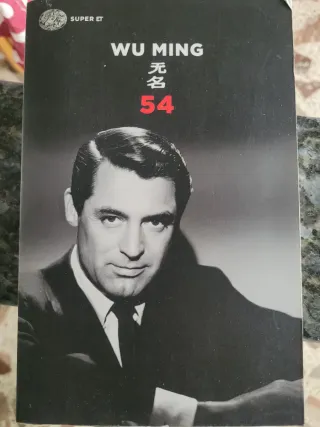 SUPER ET
WU MING
无
名
54